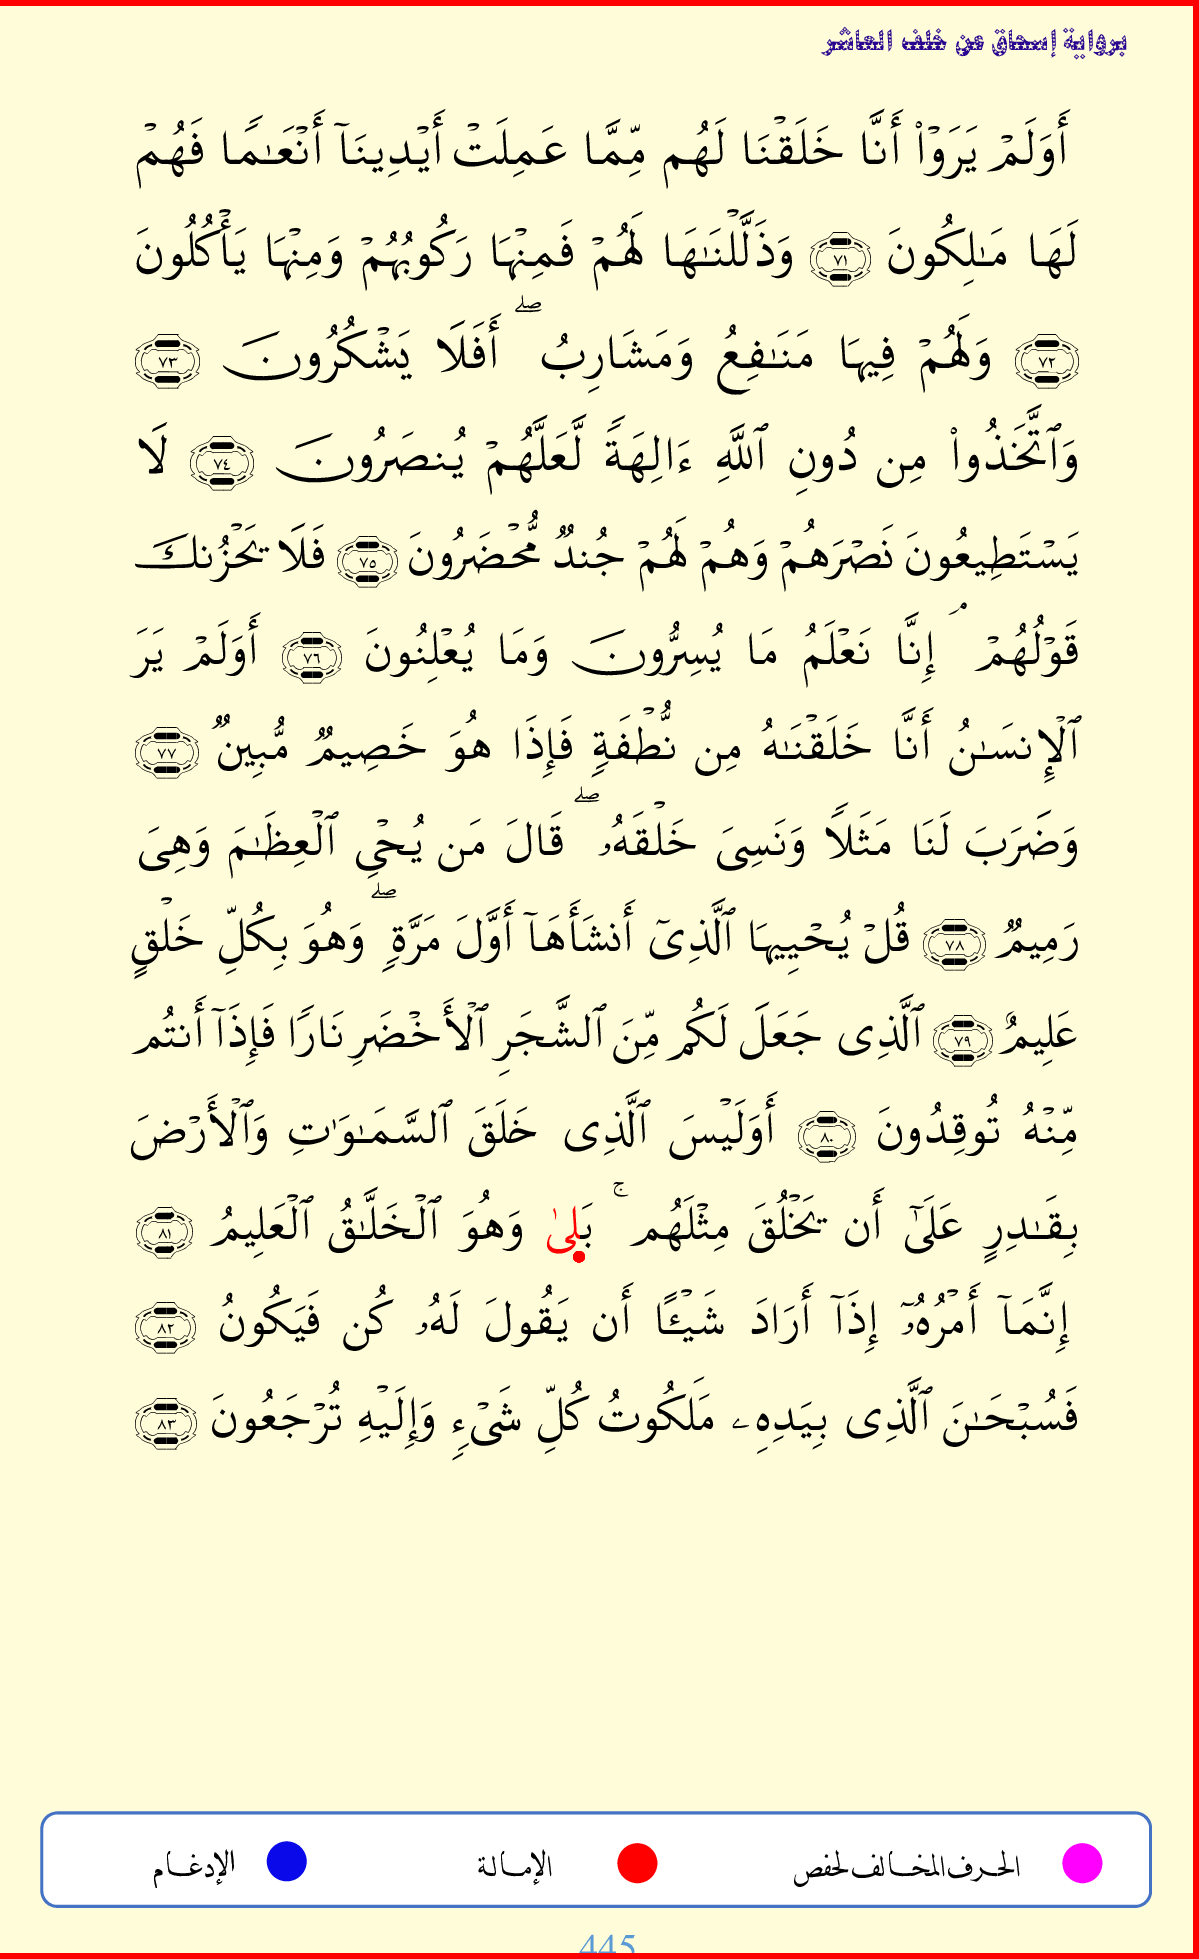 برواية إسحاق عن خلف العاشر
أَوَلَمْ يَرَوْا۟ أَنَّا خَلَقْنَا لَهُم مِّمَّا عَمِلَتْ أَيْدِينَآ أَنْعَـٰمًا فَهُمْ
لَهَا مَـٰلِكُونَ ٧١ وَذَلَّلْنَـٰهَا لَهُمْ فَمِنْهَا رَكُوبُهُمْ وَمِنْهَا يَأْكُلُونَ
٧٢ وَلَهُمْ فِيهَا مَنَـٰفِعُ وَمَشَارِبُ ۖ أَفَلَا يَشْكُرُونَ ٧٣
وَٱتَّخَذُوا۟ مِن دُونِ ٱللَّهِ ءَالِهَةً لَّعَلَّهُمْ يُنصَرُونَ ٧٤ لَا
يَسْتَطِيعُونَ نَصْرَهُمْ وَهُمْ لَهُمْ جُندٌ مُّحْضَرُونَ ٧٥ فَلَا يَحْزُنكَ
قَوْلُهُمْ ۘ إِنَّا نَعْلَمُ مَا يُسِرُّونَ وَمَا يُعْلِنُونَ ٧٦ أَوَلَمْ يَرَ
ٱلْإِنسَـٰنُ أَنَّا خَلَقْنَـٰهُ مِن نُّطْفَةٍ فَإِذَا هُوَ خَصِيمٌ مُّبِينٌ ٧٧
وَضَرَبَ لَنَا مَثَلًا وَنَسِىَ خَلْقَهُۥ ۖ قَالَ مَن يُحْىِ ٱلْعِظَـٰمَ وَهِىَ
رَمِيمٌ ٧٨ قُلْ يُحْيِيهَا ٱلَّذِىٓ أَنشَأَهَآ أَوَّلَ مَرَّةٍ ۖ وَهُوَ بِكُلِّ خَلْقٍ
عَلِيمٌ ٧٩ ٱلَّذِى جَعَلَ لَكُم مِّنَ ٱلشَّجَرِ ٱلْأَخْضَرِ نَارًا فَإِذَآ أَنتُم
مِّنْهُ تُوقِدُونَ ٨٠ أَوَلَيْسَ ٱلَّذِى خَلَقَ ٱلسَّمَـٰوَٰتِ وَٱلْأَرْضَ
بِقَـٰدِرٍ عَلَىٰٓ أَن يَخْلُقَ مِثْلَهُم ۚ بَلِىٰ وَهُوَ ٱلْخَلَّـٰقُ ٱلْعَلِيمُ ٨١
إِنَّمَآ أَمْرُهُۥٓ إِذَآ أَرَادَ شَيْـًٔا أَن يَقُولَ لَهُۥ كُن فَيَكُونُ ٨٢
فَسُبْحَـٰنَ ٱلَّذِى بِيَدِهِۦ مَلَكُوتُ كُلِّ شَىْءٍ وَإِلَيْهِ تُرْجَعُونَ ٨٣
الحرف المخالف لحفص الإمالة الإدغام
445